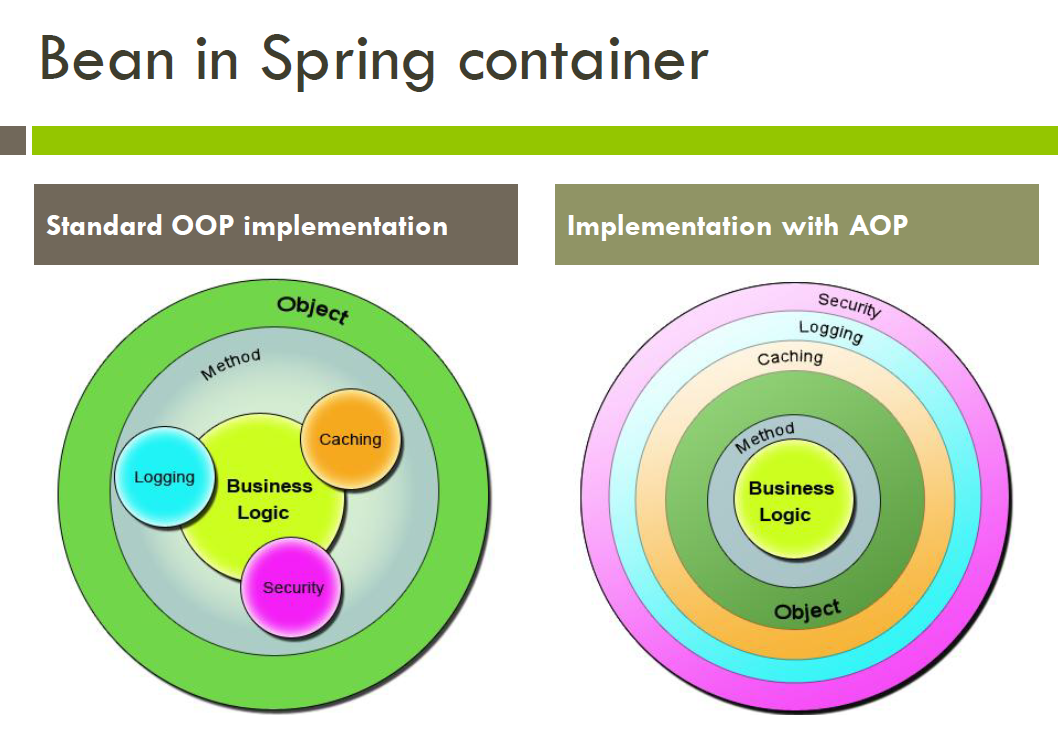 Bean in Spring container
Standard OOP implementation
Object
Method
Caching
Logging
Business
Logic
Security
Implementation with AOP
Security
Logging
Caching
Method
Business
Logic
Object